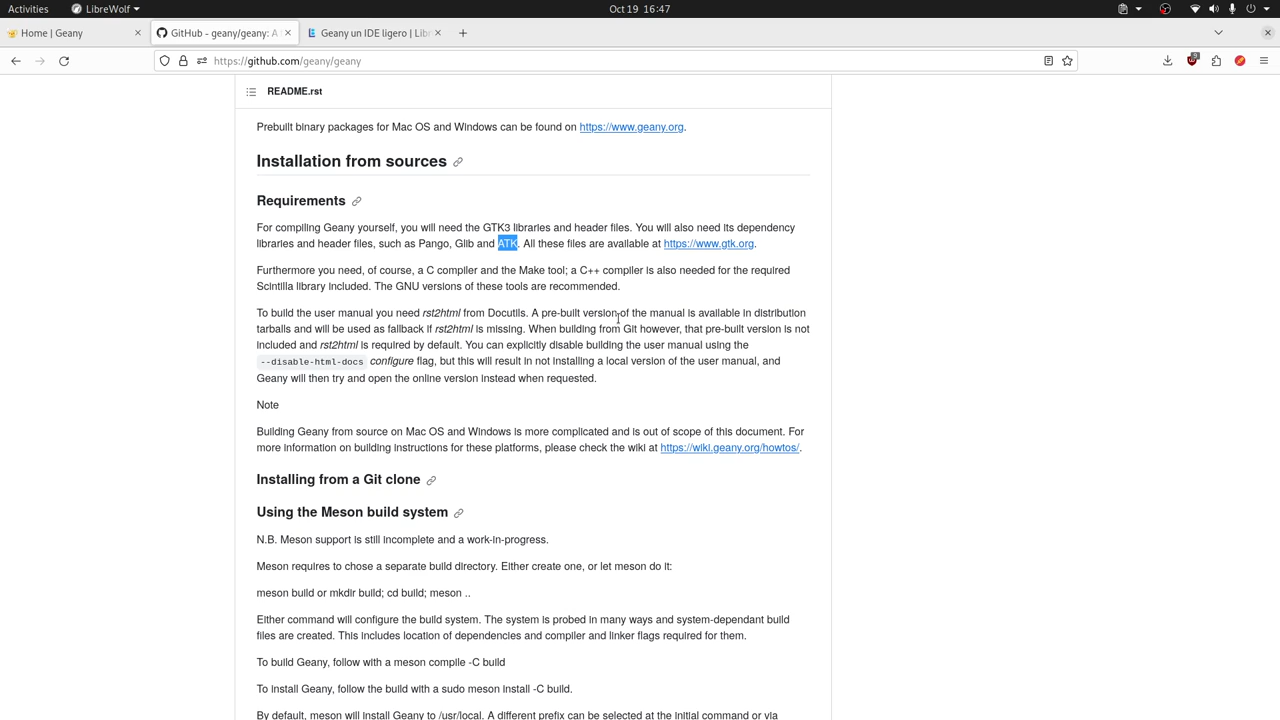 Activities
LibreWolf
Oct 19 16:47
Home | Geany
GitHub - geany/geany: A
Geany un IDE ligero | Libr
https://github.com/geany/geany
9
README.rst
Prebuilt binary packages for Mac OS and Windows can be found on https://www.geany.org.
Installation from sources
Requirements
For compiling Geany yourself, you will need the GTK3 libraries and header files. You will also need its dependency
libraries and header files, such as Pango, Glib and ATK. All these files are available at https://www.gtk.org.
Furthermore you need, of course, a C compiler and the Make tool; a C++ compiler is also needed for the required
Scintilla library included. The GNU versions of these tools are recommended.
To build the user manual you need rst2html from Docutils. A pre-built version of the manual is available in distribution
tarballs and will be used as fallback if rst2html is missing. When building from Git however, that pre-built version is not
included and rst2html is required by default. You can explicitly disable building the user manual using the
--disable-html-docs configure flag, but this will result in not installing a local version of the user manual, and
Geany will then try and open the online version instead when requested.
Note
Building Geany from source on Mac OS and Windows is more complicated and is out of scope of this document. For
more information on building instructions for these platforms, please check the wiki at https://wiki.geany.org/howtos/.
Installing from a Git clone
Using the Meson build system
N.B. Meson support is still incomplete and a work-in-progress.
Meson requires to chose a separate build directory. Either create one, or let meson do it:
meson build or mkdir build; cd build; meson ..
Either command will configure the build system. The system is probed in many ways and system-dependant build
files are created. This includes location of dependencies and compiler and linker flags required for them.
To build Geany, follow with a meson compile -C build
To install Geany, follow the build with a sudo meson install -C build.
By default, meson will install Geany to /usr/local. A different prefix can be selected at the initial command or via